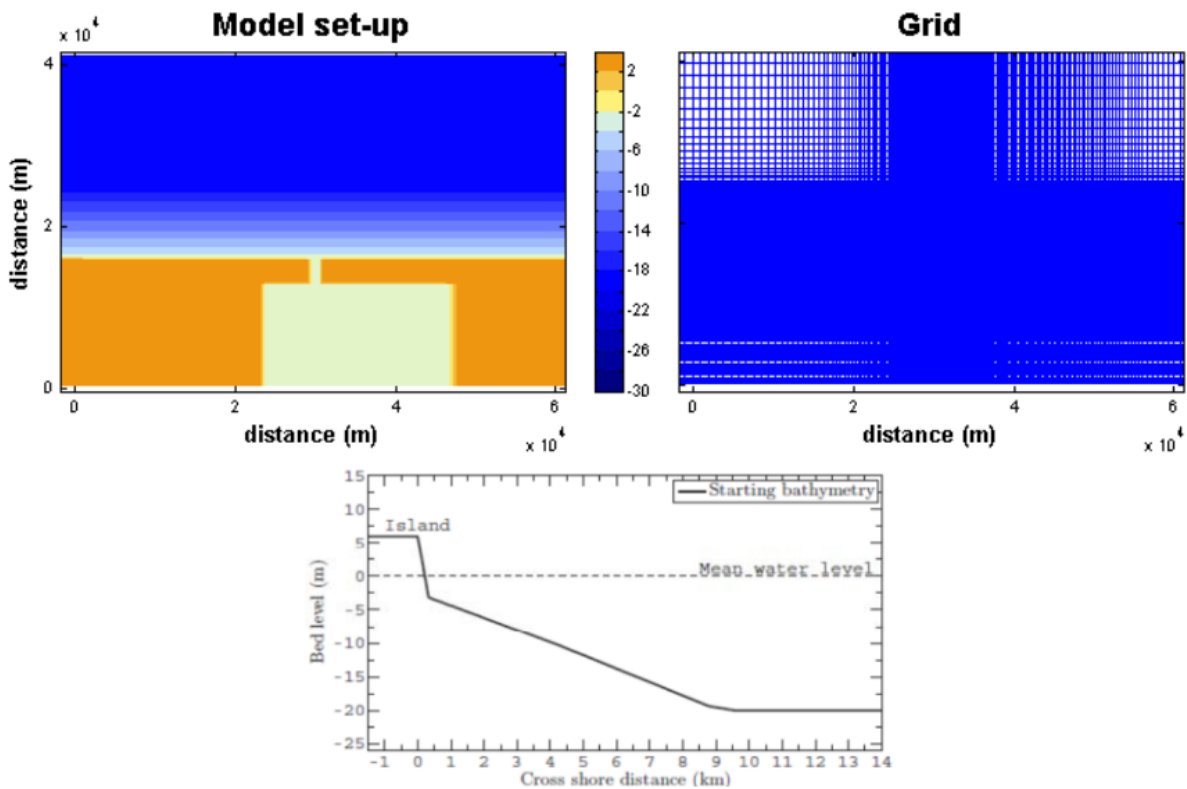 Model set-up
Grid
x 10⁴
4
2
0
distance (m)
0
2
4
6
distance (m)
x 10⁴
2
-2
-6
-10
-14
-18
-22
-26
-30
0
2
4
6
distance (m)
x 10⁴
15
10
5
0
-5
-10
-15
-20
-25
Bed level (m)
Starting bathymetry
Island
Mean water level
-1 0 1 2 3 4 5 6 7 8 9 10 11 12 13 14
Cross shore distance (km)